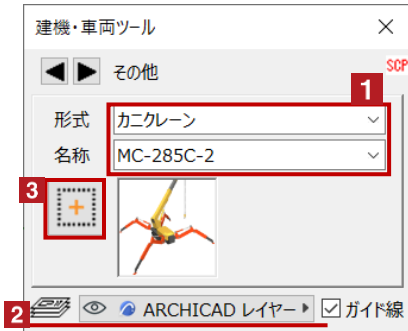 建機・車両ツール
その他
SCP
1
形式 カニクレーン
名称 MC-285C-2
3
2 ARCHICAD レイヤー ガイド線